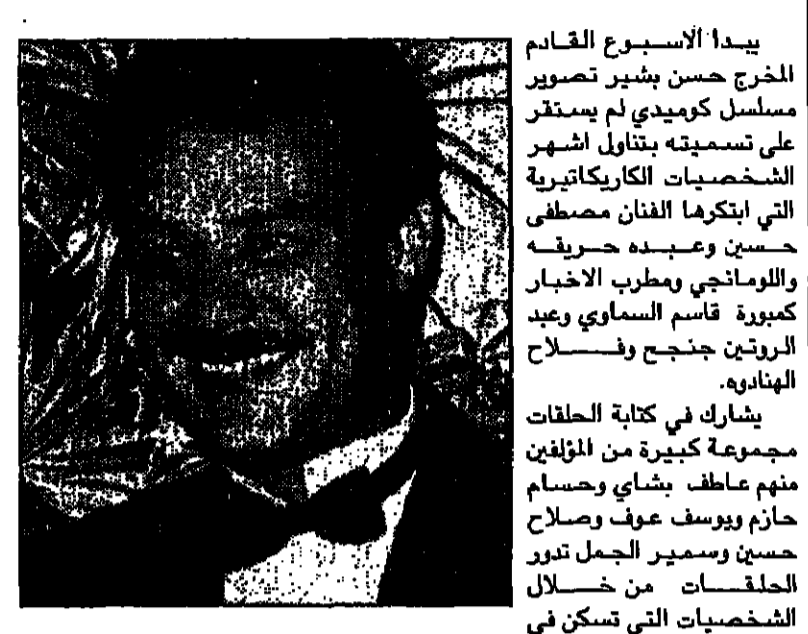 يبدا الاسبوع القادم
المخرج حسن بشير تصوير
مسلسل كوميدي لم يستقر
على تسميته بتناول اشهر
الشخصيات الكاريكاتيرية
التي ابتكرها الفنان مصطفى
حسين وعبده حريقه
واللومانجي ومطرب الاخبار
كمبورة قاسم السماوي وعبد
الروتين جنجح وفلاح
الهنادوه.
يشارك في كتابة الحلقات
مجموعة كبيرة من المؤلفين
منهم عاطف بشاي وحسام
حازم ويوسف عوف وصلاح
حسين وسمير الجمل تدور
الحلقات من خلال
الشخصيات التي تسكن في